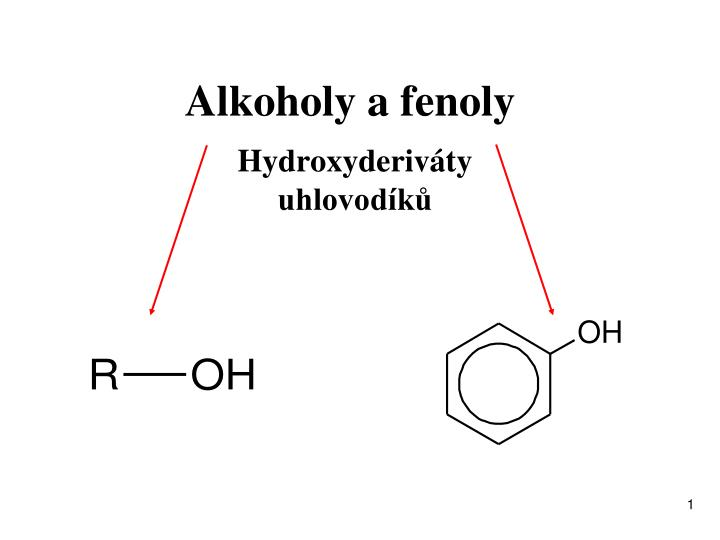 Alkoholy a fenoly
Hydroxyderiváty
uhlovodíků
R OH
OH
1